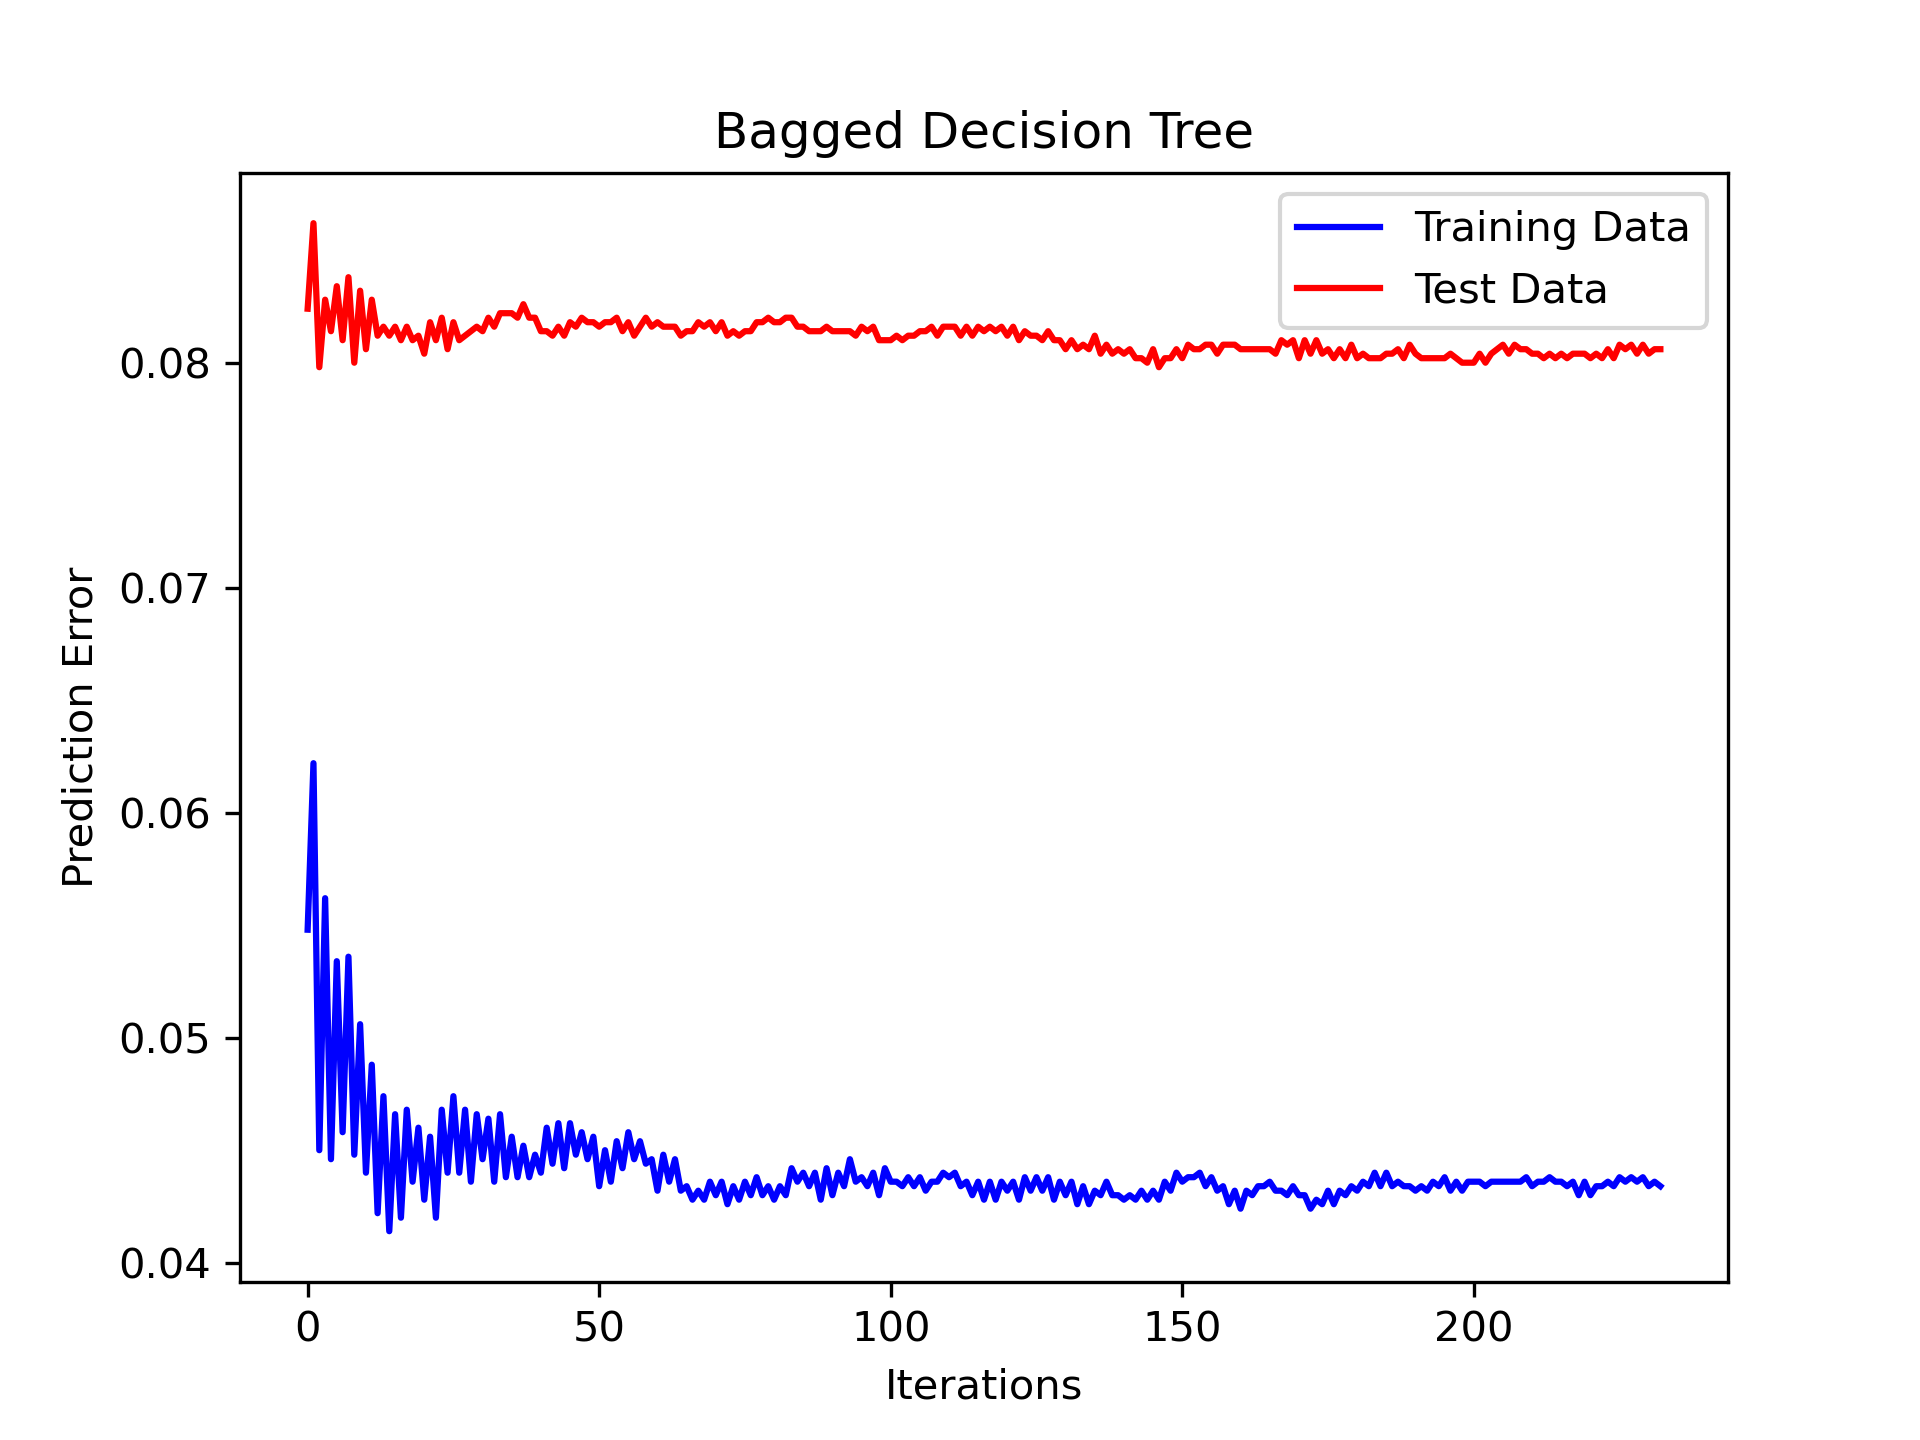 Bagged Decision Tree
Training Data
Test Data
Prediction Error
0.08
0.07
0.06
0.05
0.04
0 50 100 150 200
Iterations